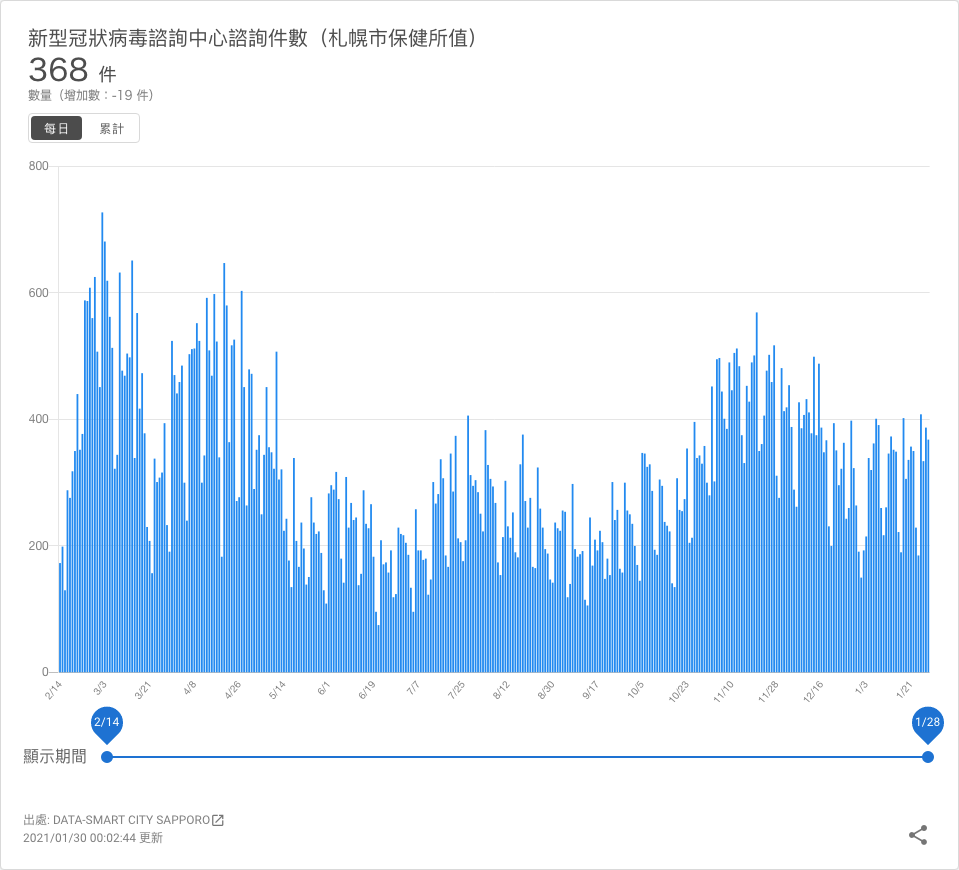 新型冠狀病毒諮詢中心諮詢件數（札幌市保健所值）
368 件
數量（增加數：-19 件）
每日 累計
800
600
400
200
0
2/14 3/3 3/21 4/8 4/26 5/14 6/1 6/19 7/7 7/25 8/12 8/30 9/17 10/5 10/23 11/10 11/28 12/16 1/3 1/21
2/14 1/28
顯示期間
出處: DATA-SMART CITY SAPPORO
2021/01/30 00:02:44 更新